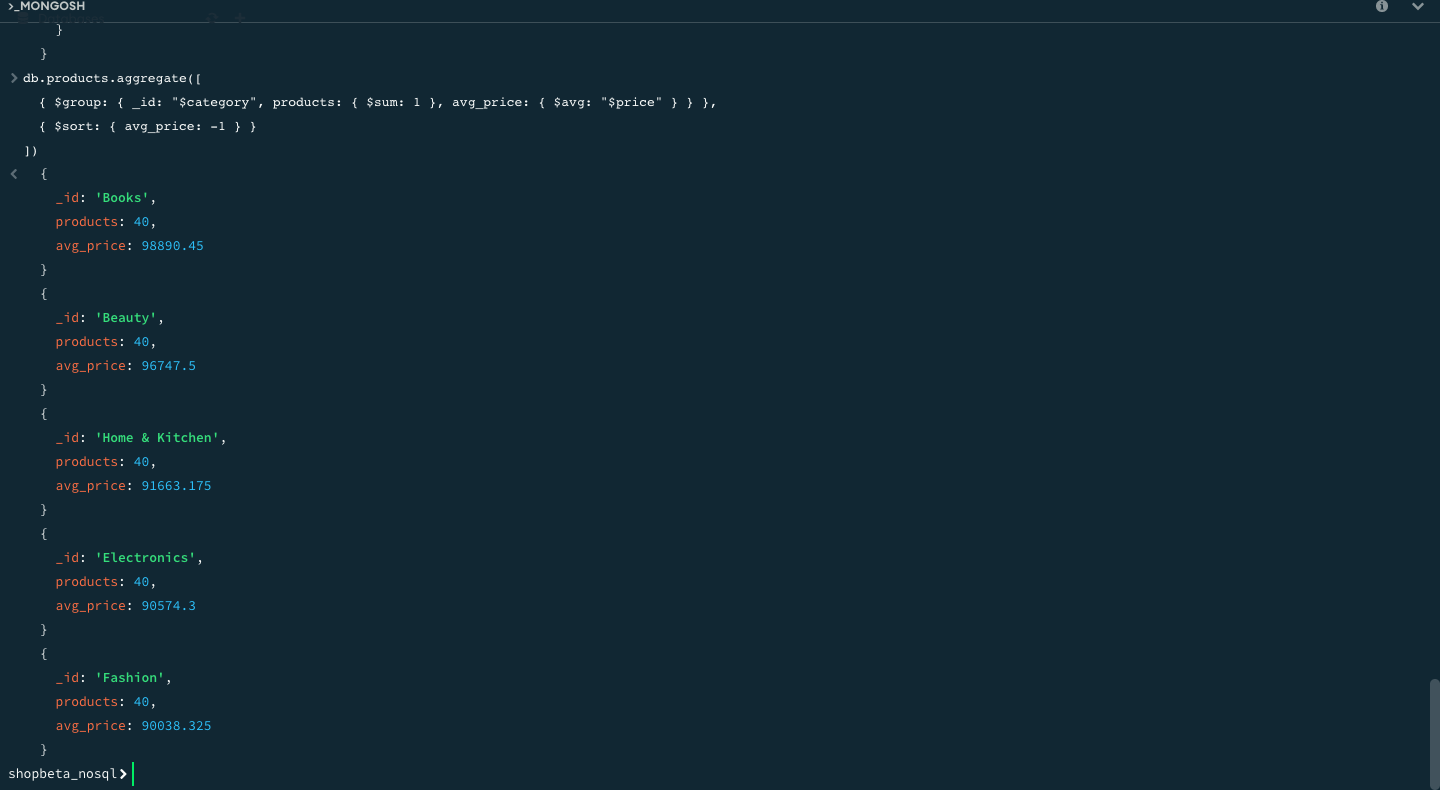 >_MONGOSH
}
}
> db.products.aggregate([
{ $group: { _id: "$category", products: { $sum: 1 }, avg_price: { $avg: "$price" } } },
{ $sort: { avg_price: -1 } }
])
< {
_id: 'Books',
products: 40,
avg_price: 98890.45
}
{
_id: 'Beauty',
products: 40,
avg_price: 96747.5
}
{
_id: 'Home & Kitchen',
products: 40,
avg_price: 91663.175
}
{
_id: 'Electronics',
products: 40,
avg_price: 90574.3
}
{
_id: 'Fashion',
products: 40,
avg_price: 90038.325
}
shopbeta_nosql>